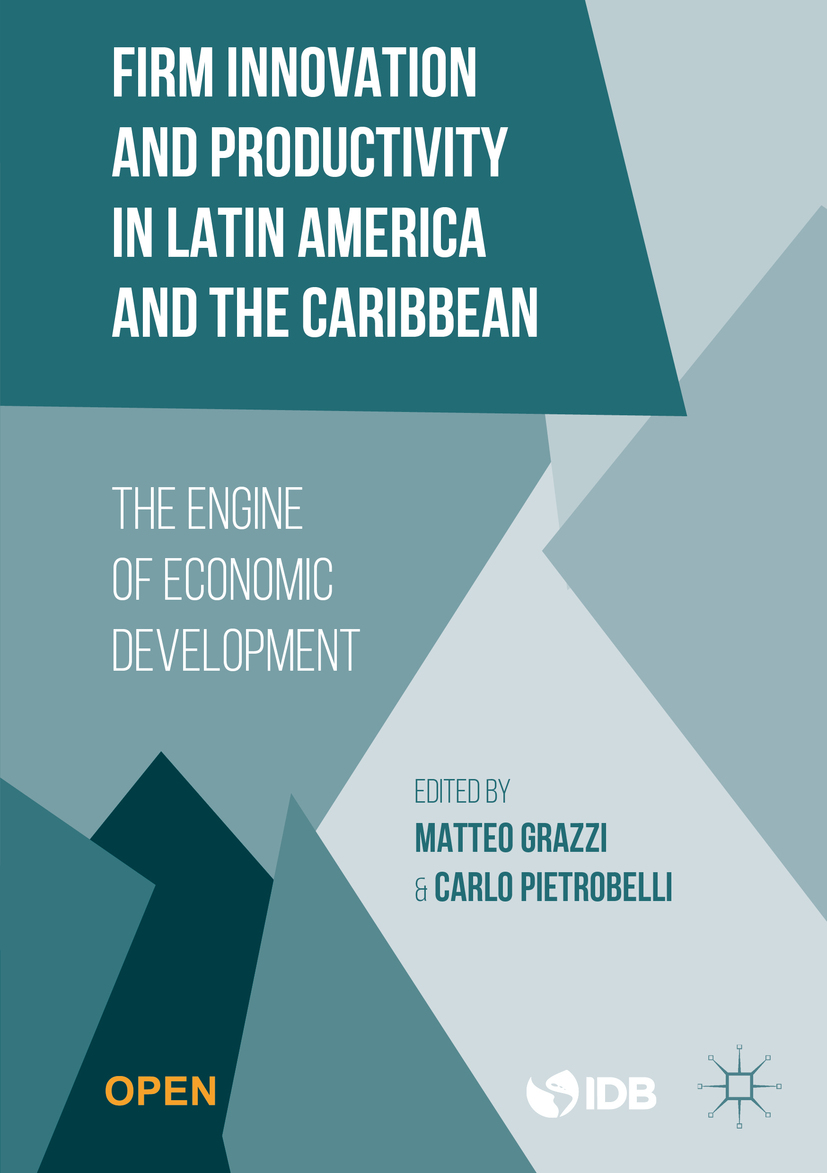 FIRM INNOVATION
AND PRODUCTIVITY
IN LATIN AMERICA
AND THE CARIBBEAN
THE ENGINE
OF ECONOMIC
DEVELOPMENT
EDITED BY
MATTEO GRAZZI
& CARLO PIETROBELLI
OPEN
IDB